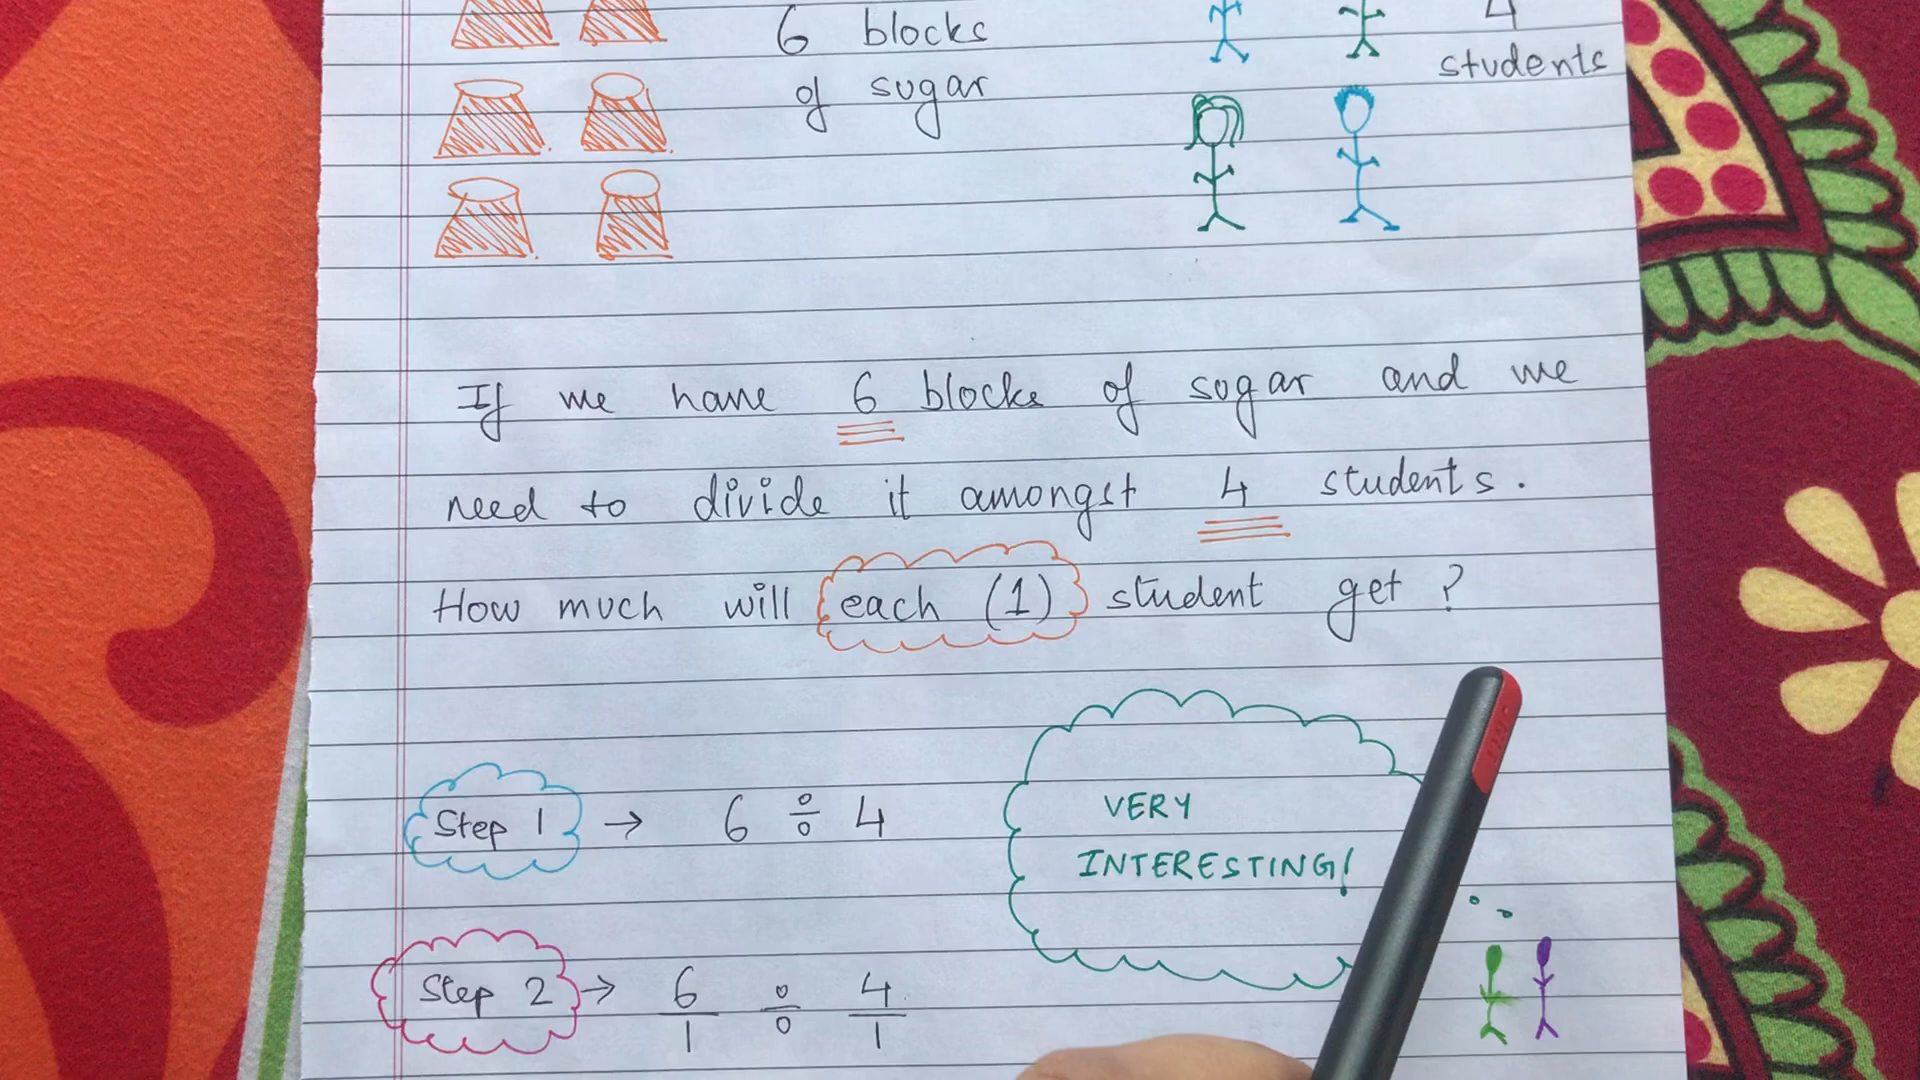 6 blocks
of sugar
4
students
If we have 6 blocks of sugar and we
need to divide it amongst 4 students.
How much will each (1) student get?
Step 1 → 6 ÷ 4
VERY
INTERESTING!
Step 2 → 6/1 ÷ 4/1